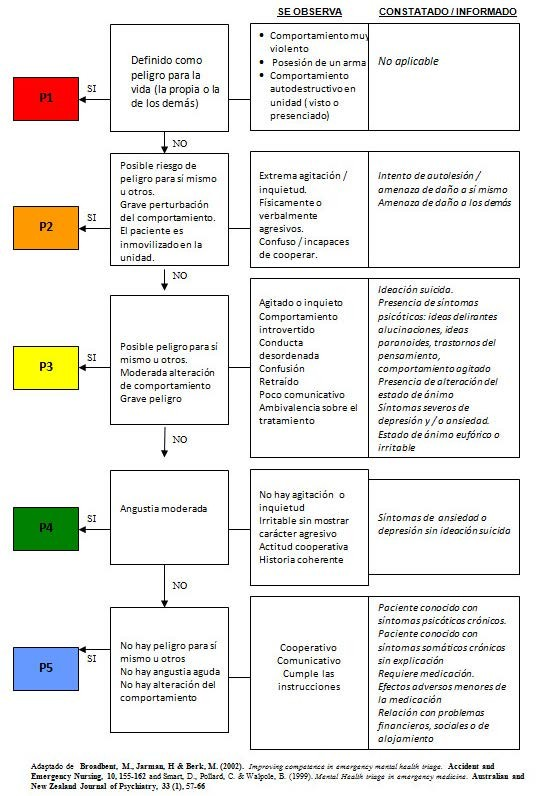 SE OBSERVA
CONSTATADO / INFORMADO
P1
SI
Definido como
peligro para la
vida (la propia o la
de los demás)
• Comportamiento muy
violento
• Posesión de un arma
• Comportamiento
autodestructivo en
unidad ( visto o
presenciado)
No aplicable
NO
P2
SI
Posible riesgo de
peligro para sí mismo
u otros.
Grave perturbación
del comportamiento.
El paciente es
inmovilizado en la
unidad.
Extrema agitación /
inquietud.
Físicamente o
verbalmente
agresivos.
Confuso / incapaces
de cooperar.
Intento de autolesión /
amenaza de daño a sí mismo
Amenaza de daño a los demás
NO
P3
SI
Posible peligro para sí
mismo u otros.
Moderada alteración
de comportamiento
Grave peligro
Agitado o inquieto
Comportamiento
introvertido
Conducta
desordenada
Confusión
Retraído
Poco comunicativo
Ambivalencia sobre el
tratamiento
Ideación suicida.
Presencia de síntomas
psicóticos: ideas delirantes
alucinaciones, ideas
paranoides, trastornos del
pensamiento,
comportamiento agitado
Presencia de alteración del
estado de ánimo
Síntomas severos de
depresión y / o ansiedad.
Estado de ánimo eufórico o
irritable
NO
P4
SI
Angustia moderada
No hay agitación o
inquietud
Irritable sin mostrar
carácter agresivo
Actitud cooperativa
Historia coherente
Síntomas de ansiedad o
depresión sin ideación suicida
NO
P5
SI
No hay peligro para sí
mismo u otros
No hay angustia aguda
No hay alteración del
comportamiento
Cooperativo
Comunicativo
Cumple las
instrucciones
Paciente conocido con
síntomas psicóticos crónicos.
Paciente conocido con
síntomas somáticos crónicos
sin explicación
Requiere medicación.
Efectos adversos menores de
la medicación
Relación con problemas
financieros, sociales o de
alojamiento
Adaptado de Broadbent, M., Jarman, H & Berk, M. (2002). Improving competence in emergency mental health triage. Accident and
Emergency Nursing, 10, 155-162 and Smart, D., Pollard, C. & Walpole, B. (1999). Mental Health triage in emergency medicine. Australian and
New Zealand Journal of Psychiatry, 33 (1), 57-66